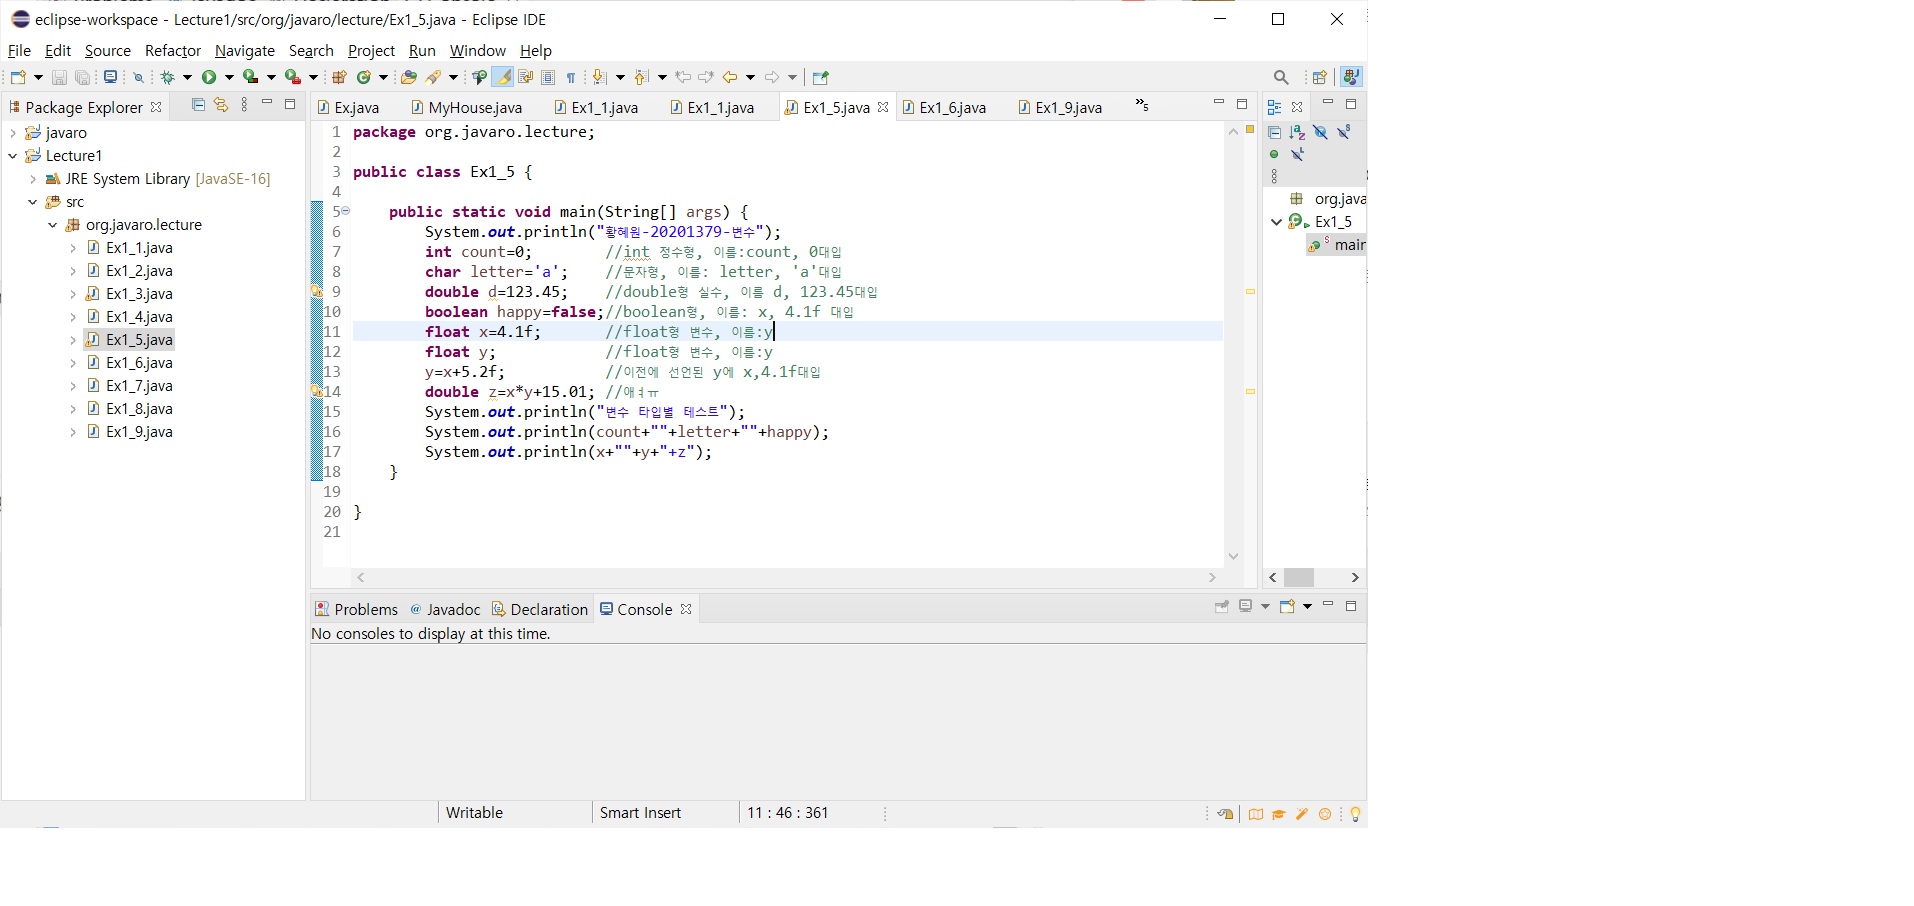 eclipse-workspace - Lecture1/src/org/javaro/lecture/Ex1_5.java - Eclipse IDE
File Edit Source Refactor Navigate Search Project Run Window Help
Package Explorer
javaro
Lecture1
JRE System Library [JavaSE-16]
src
org.javaro.lecture
Ex1_1.java
Ex1_2.java
Ex1_3.java
Ex1_4.java
Ex1_5.java
Ex1_6.java
Ex1_7.java
Ex1_8.java
Ex1_9.java
Ex.java MyHouse.java Ex1_1.java Ex1_1.java Ex1_5.java Ex1_6.java Ex1_9.java »5
1 package org.javaro.lecture;
2
3 public class Ex1_5 {
4
5 public static void main(String[] args) {
6 System.out.println("황혜원-20201379-변수");
7 int count=0; //int 정수형, 이름:count, 0대입
8 char letter='a'; //문자형, 이름: letter, 'a'대입
9 double d=123.45; //double형 실수, 이름 d, 123.45대입
10 boolean happy=false;//boolean형, 이름: x, 4.1f 대입
11 float x=4.1f; //float형 변수, 이름:y
12 float y; //float형 변수, 이름:y
13 y=x+5.2f; //이전에 선언된 y에 x,4.1f대입
14 double z=x*y+15.01; //애ㅕㅠ
15 System.out.println("변수 타입별 테스트");
16 System.out.println(count+""+letter+""+happy);
17 System.out.println(x+""+y+"+z");
18 }
19
20 }
21
org.java
Ex1_5
main
Problems Javadoc Declaration Console
No consoles to display at this time.
Writable Smart Insert 11 : 46 : 361